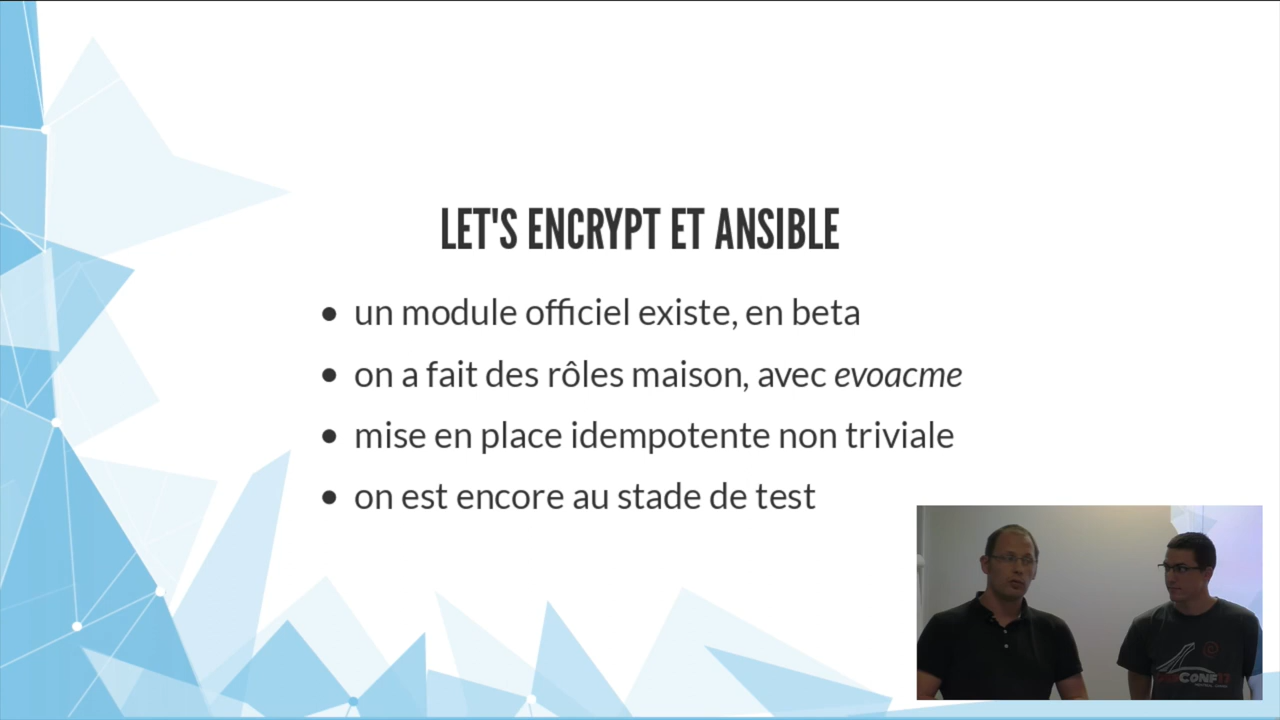 LET'S ENCRYPT ET ANSIBLE
un module officiel existe, en beta
on a fait des rôles maison, avec evoacme
mise en place idempotente non triviale
on est encore au stade de test